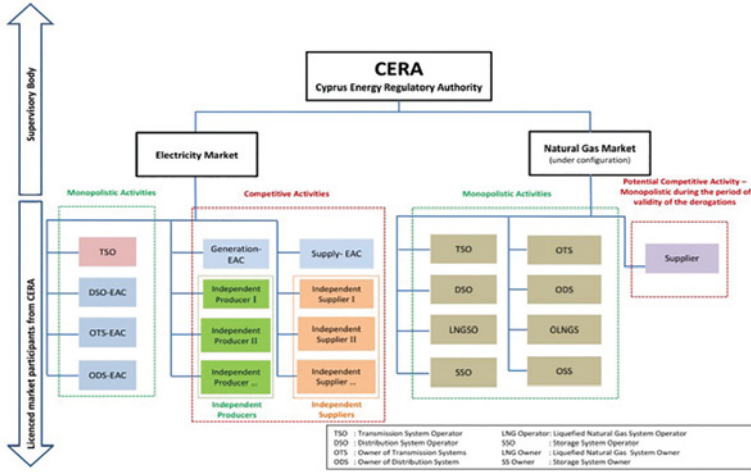 CERA
Cyprus Energy Regulatory Authority
Supervisory Body
Electricity Market
Natural Gas Market
(under configuration)
Monopolistic Activities
Competitive Activities
Monopolistic Activities
Potential Competitive Activity –
Monopolistic during the period of
validity of the derogations
Licenced market participants from CERA
TSO
DSO-EAC
OTS-EAC
ODS-EAC
Generation-
EAC
Independent
Producer I
Independent
Producer II
Independent
Producer ...
Independent
Producers
Supply- EAC
Independent
Supplier I
Independent
Supplier II
Independent
Supplier ...
Independent
Suppliers
TSO
DSO
LNGSO
SSO
OTS
ODS
OLNGS
OSS
Supplier
TSO : Transmission System Operator
DSO : Distribution System Operator
OTS : Owner of Transmission Systems
ODS : Owner of Distribution System
LNG Operator: Liquefied Natural Gas System Operator
SSO : Storage System Operator
LNG Owner : Liquefied Natural Gas System Owner
SS Owner : Storage System Owner